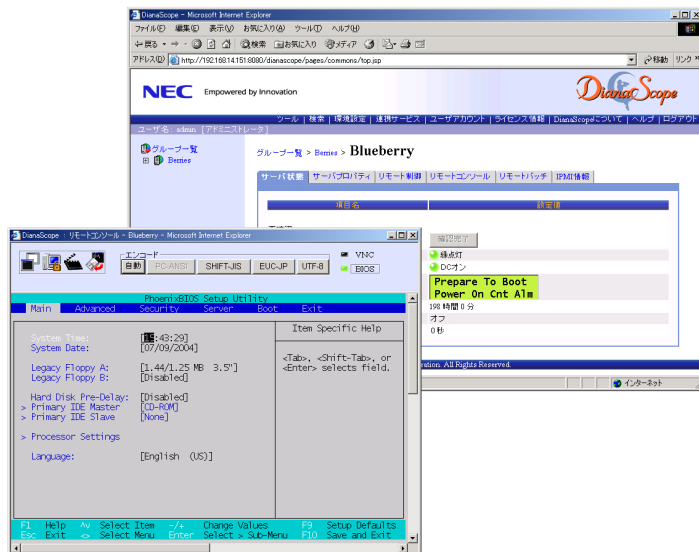 DianaScope - Microsoft Internet Explorer
ファイル(F) 編集(E) 表示(V) お気に入り(A) ツール(T) ヘルプ(H)
戻る 検索 お気に入り メディア
アドレス(D) http://192.168.14.151:8080/dianascope/pages/commons/top.jsp 移動 リンク
NEC Empowered by Innovation DianaScope
ツール | 検索 | 環境設定 | 連携サービス | ユーザアカウント | ライセンス情報 | DianaScopeについて | ヘルプ | ログアウト
ユーザ名: admin [アドミニストレータ]
グループ一覧
Berries
グループ一覧 > Berries > Blueberry
サーバ状態 サーバプロパティ リモート制御 リモートコンソール リモートバッチ IPMI情報
項目名 設定値
確認完了
緑点灯
DCオン
Prepare To Boot
Power On Cnt Alm
198 時間 0 分
オフ
0 秒
ration. All Rights Reserved.
インターネット
DianaScope : リモートコンソール - Blueberry - Microsoft Internet Explorer
エンコード
自動 PC-ANSI SHIFT-JIS EUC-JP UTF-8
VNC
BIOS
PhoenixBIOS Setup Utility
Main Advanced Security Server Boot Exit
Item Specific Help
System Time: :43:29]
System Date: [07/09/2004]
<Tab>, <Shift-Tab>, or
<Enter> selects field.
Legacy Floppy A: [1.44/1.25 MB 3.5"]
Legacy Floppy B: [Disabled]
Hard Disk Pre-Delay: [Disabled]
> Primary IDE Master [CD-ROM]
> Primary IDE Slave [None]
> Processor Settings
Language: [English (US)]
F1 Help ^v Select Item -/+ Change Values F9 Setup Defaults
Esc Exit <> Select Menu Enter Select > Sub-Menu F10 Save and Exit